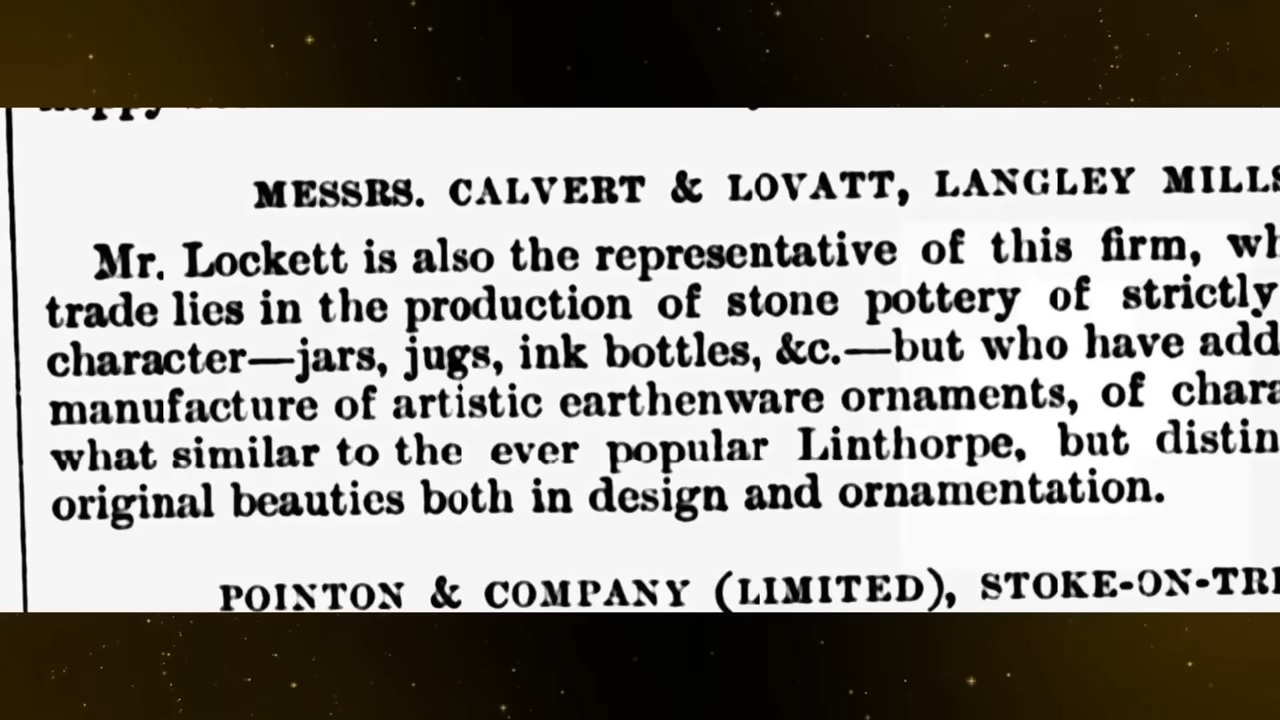 MESSRS. CALVERT & LOVATT, LANGLEY MILLS
Mr. Lockett is also the representative of this firm,
trade lies in the production of stone pottery of strictly
character—jars, jugs, ink bottles, &c.—but who have
manufacture of artistic earthenware ornaments, of
what similar to the ever popular Linthorpe, but
original beauties both in design and ornamentation.
POINTON & COMPANY (LIMITED),